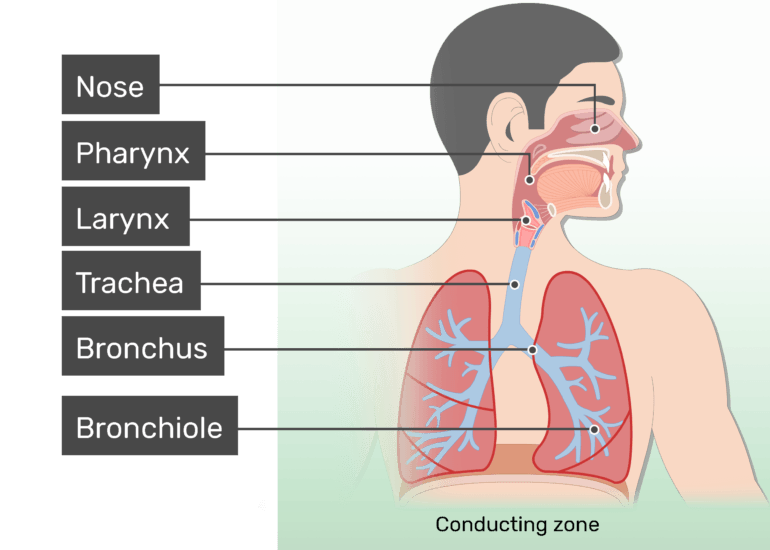 Nose
Pharynx
Larynx
Trachea
Bronchus
Bronchiole
Conducting zone